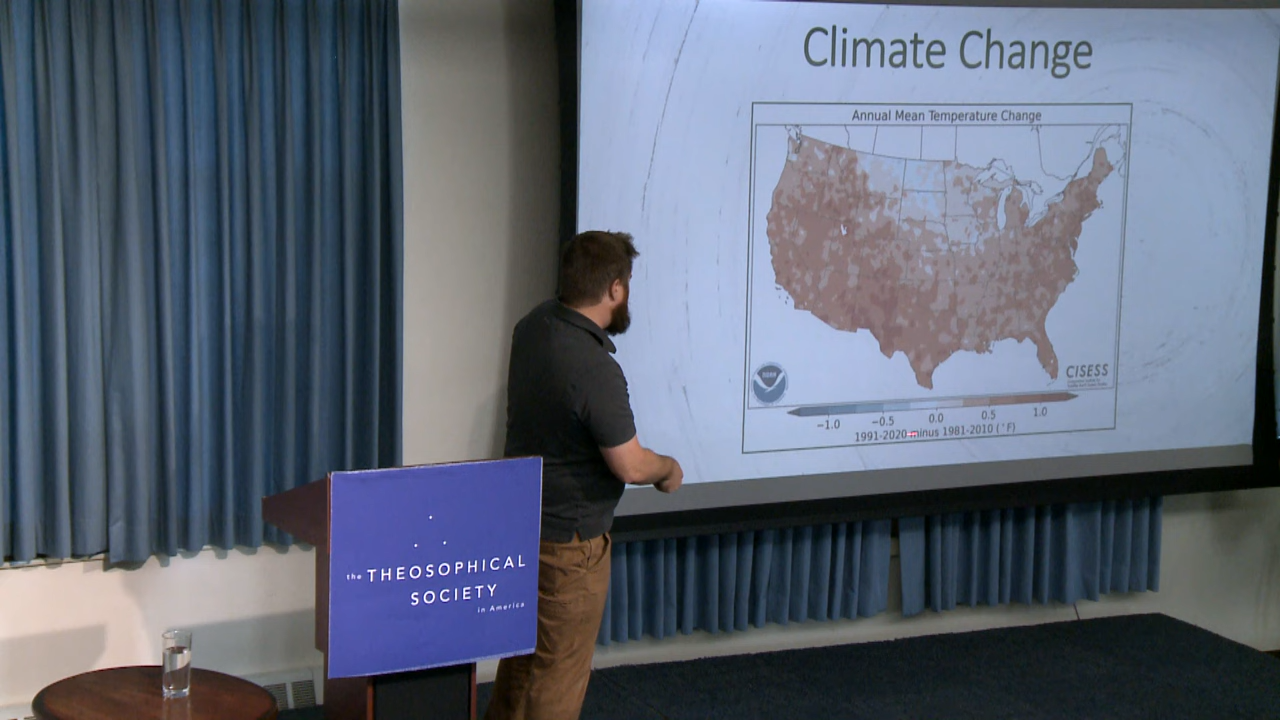 Climate Change
Annual Mean Temperature Change
CISESS
−1.0 −0.5 0.0 0.5 1.0
1991-2020 minus 1981-2010 (°F)
the THEOSOPHICAL
SOCIETY
in America